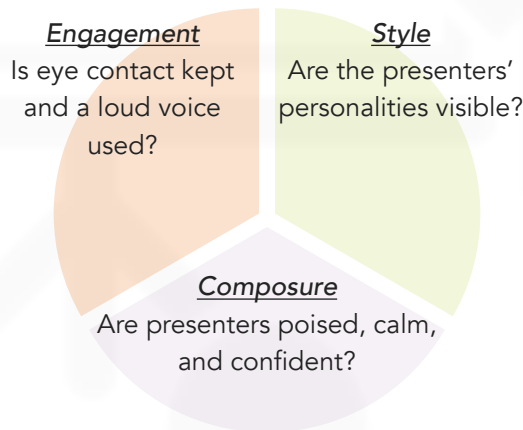 Engagement
Is eye contact kept
and a loud voice
used?
Style
Are the presenters’
personalities visible?
Composure
Are presenters poised, calm,
and confident?